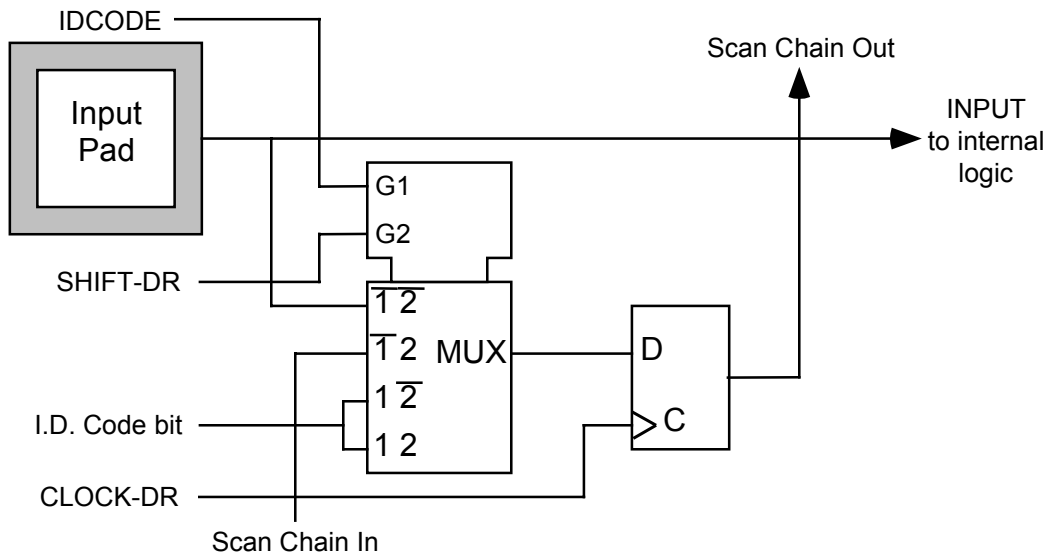 IDCODE
Scan Chain Out
Input
Pad
INPUT
to internal
logic
G1
G2
SHIFT-DR
1̅ 2̅
1̅ 2
MUX
D
1 2̅
I.D. Code bit
1 2
C
CLOCK-DR
Scan Chain In